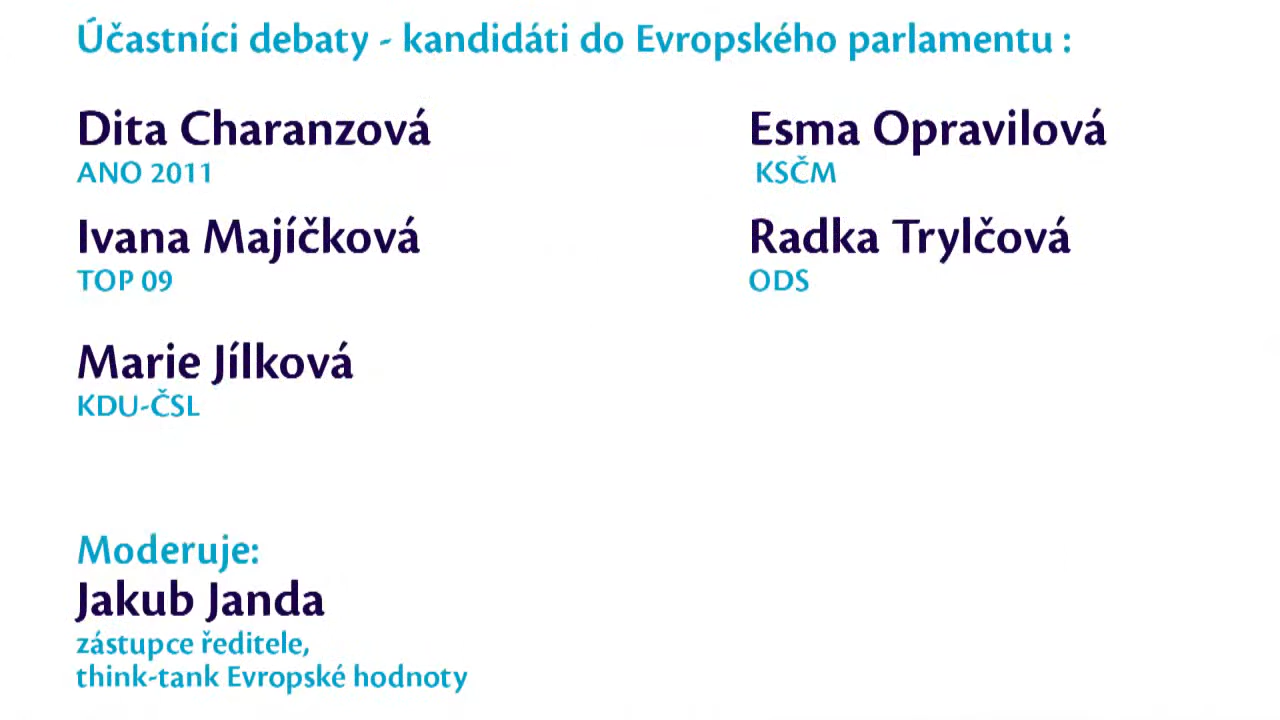 Účastníci debaty - kandidáti do Evropského parlamentu :
Dita Charanzová
ANO 2011
Esma Opravilová
KSČM
Ivana Majíčková
TOP 09
Radka Trylčová
ODS
Marie Jílková
KDU-ČSL
Moderuje:
Jakub Janda
zástupce ředitele,
think-tank Evropské hodnoty